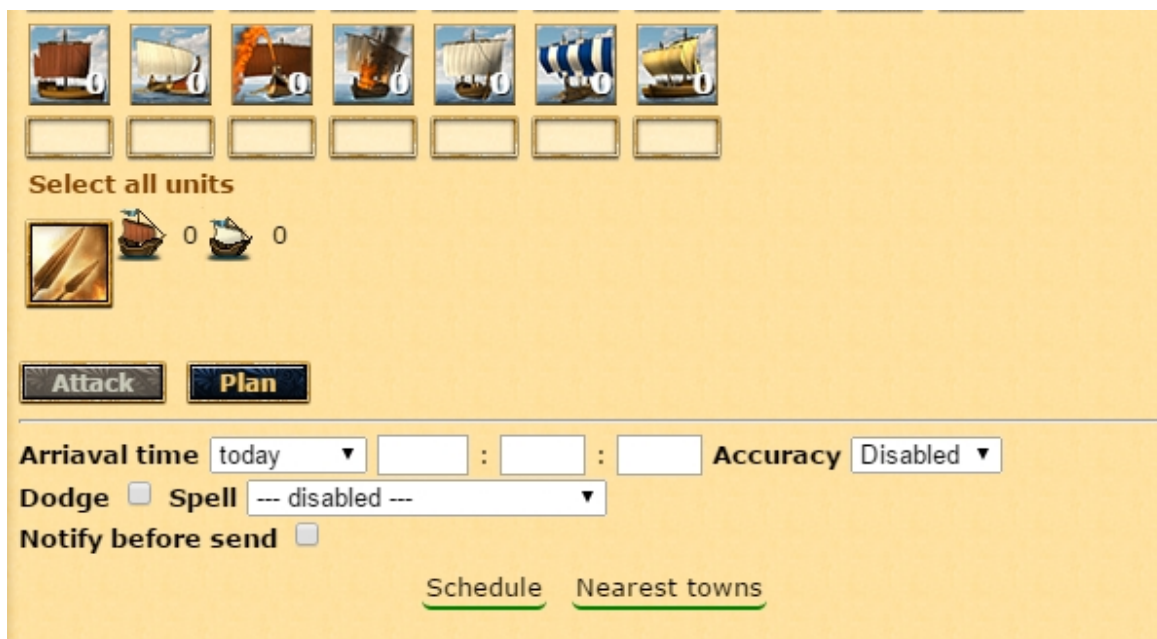 0 0 0 0 0 0 0
Select all units
0 0
Attack Plan
Arriaval time today : : Accuracy Disabled
Dodge Spell --- disabled ---
Notify before send
Schedule Nearest towns